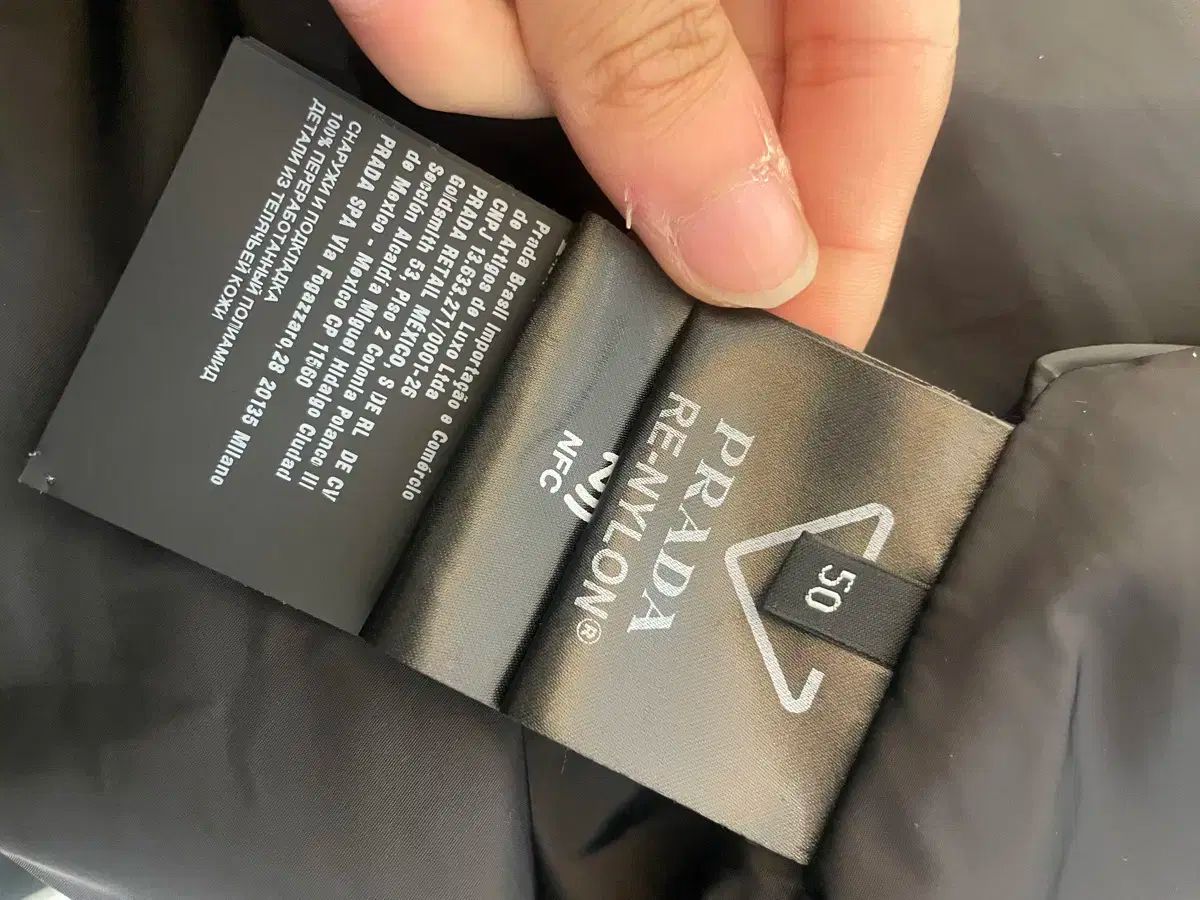 Prada Brasil Importação e Comércio
de Artigos de Luxo Ltda
CNPJ 13.633.271/0001-26
PRADA RETAIL MÉXICO, S DE RL DE CV
Goldsmith 53, Piso 2 Colonia Polanco III
Sección, Alcaldía Miguel Hidalgo Ciudad
de Mexico - Mexico CP 11560
PRADA SPA Via Fogazzaro,28 20135 Milano
СНАРУЖИ И ПОДКЛАДКА
100% ПЕРЕРАБОТАННЫЙ ПОЛИАМИД
ДЕТАЛИ ИЗ ТЕЛЯЧЬЕЙ КОЖИ
NFC
50
PRADA
RE-NYLON®